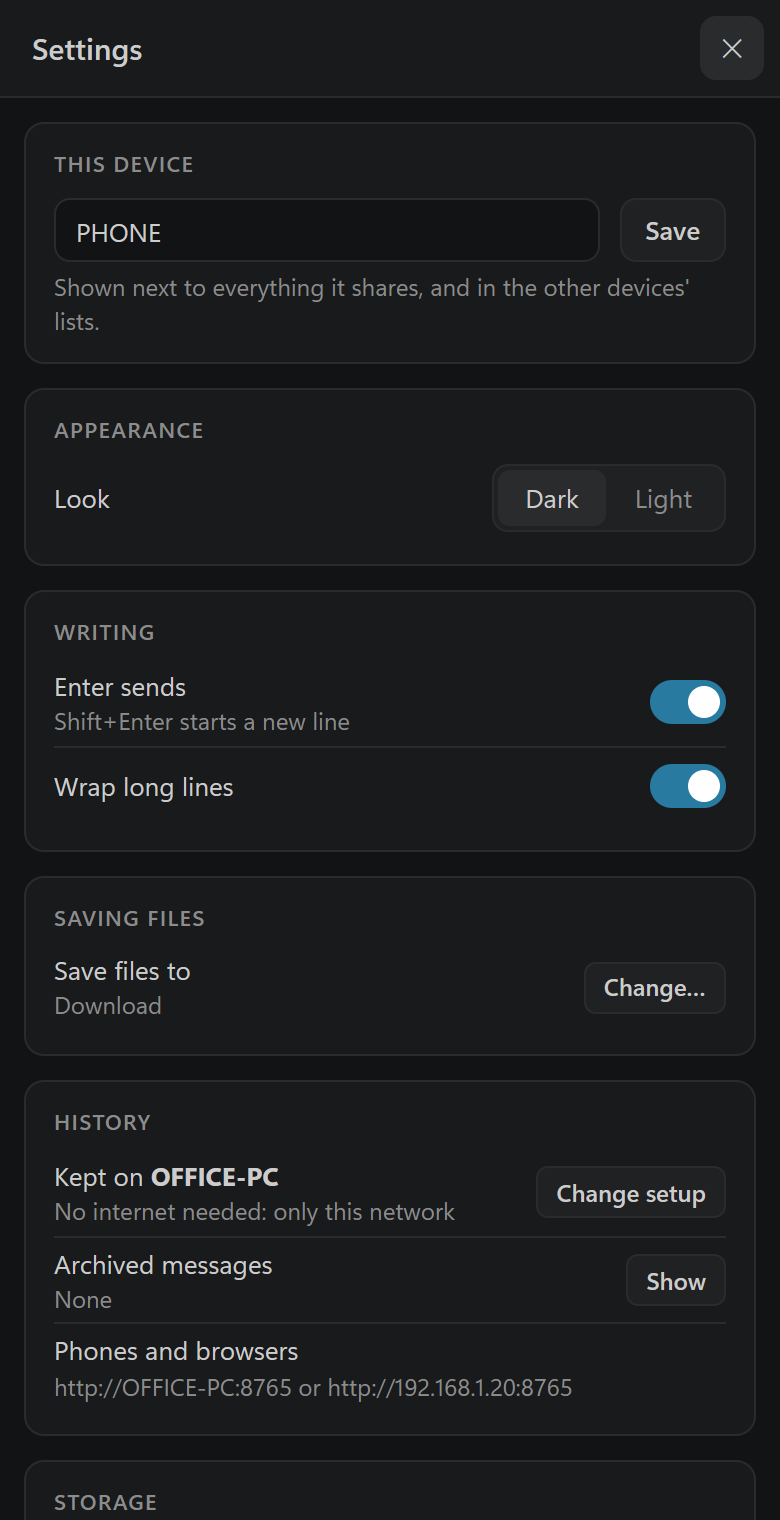 Settings
THIS DEVICE
PHONE
Save
Shown next to everything it shares, and in the other devices'
lists.
APPEARANCE
Look
Dark
Light
WRITING
Enter sends
Shift+Enter starts a new line
Wrap long lines
SAVING FILES
Save files to
Download
Change...
HISTORY
Kept on OFFICE-PC
No internet needed: only this network
Change setup
Archived messages
None
Show
Phones and browsers
http://OFFICE-PC:8765 or http://192.168.1.20:8765
STORAGE